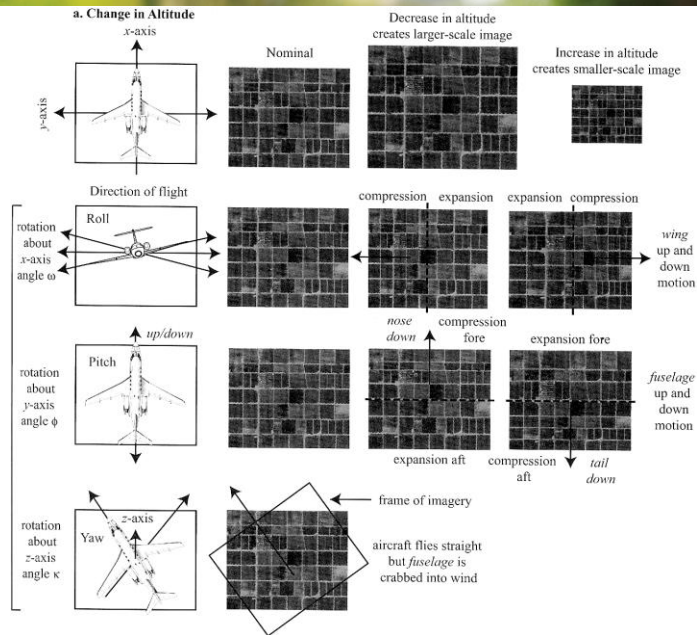 a. Change in Altitude
x-axis
y-axis
Nominal
Decrease in altitude
creates larger-scale image
Increase in altitude
creates smaller-scale image
Direction of flight
Roll
rotation
about
x-axis
angle ω
compression
expansion
expansion
compression
wing
up and
down
motion
up/down
Pitch
rotation
about
y-axis
angle ϕ
nose
down
compression
fore
expansion fore
fuselage
up and
down
motion
expansion aft
compression
aft
tail
down
z-axis
Yaw
rotation
about
z-axis
angle κ
frame of imagery
aircraft flies straight
but fuselage is
crabbed into wind